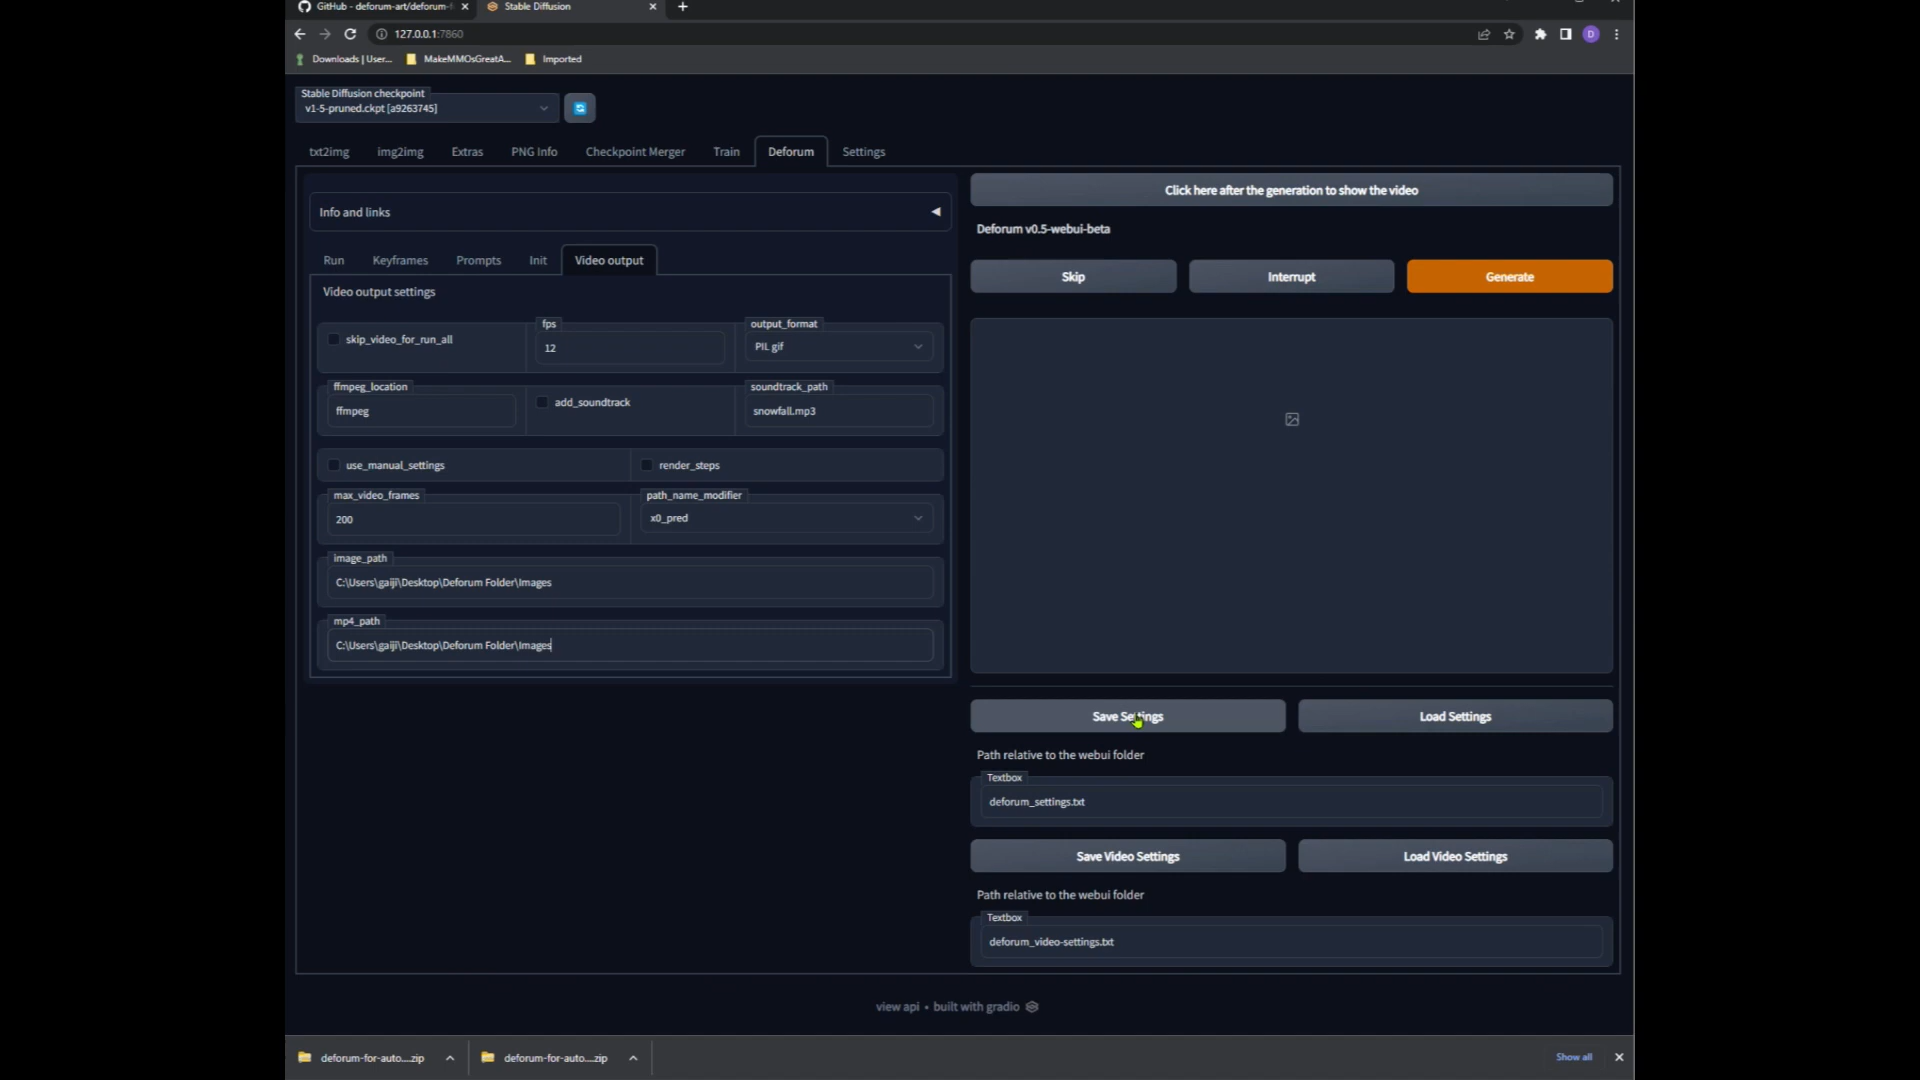 GitHub - deforum-art/deforum-
Stable Diffusion
127.0.0.1:7860
D
Downloads | User...
MakeMMOsGreatA...
Imported
Stable Diffusion checkpoint
v1-5-pruned.ckpt [a9263745]
txt2img
img2img
Extras
PNG Info
Checkpoint Merger
Train
Deforum
Settings
Info and links
Run
Keyframes
Prompts
Init
Video output
Video output settings
skip_video_for_run_all
fps
12
output_format
PIL gif
ffmpeg_location
ffmpeg
add_soundtrack
soundtrack_path
snowfall.mp3
use_manual_settings
render_steps
max_video_frames
200
path_name_modifier
x0_pred
image_path
C:\Users\gaiji\Desktop\Deforum Folder\Images
mp4_path
C:\Users\gaiji\Desktop\Deforum Folder\Images
Click here after the generation to show the video
Deforum v0.5-webui-beta
Skip
Interrupt
Generate
Save Settings
Load Settings
Path relative to the webui folder
Textbox
deforum_settings.txt
Save Video Settings
Load Video Settings
Path relative to the webui folder
Textbox
deforum_video-settings.txt
view api • built with gradio
deforum-for-auto....zip
deforum-for-auto....zip
Show all